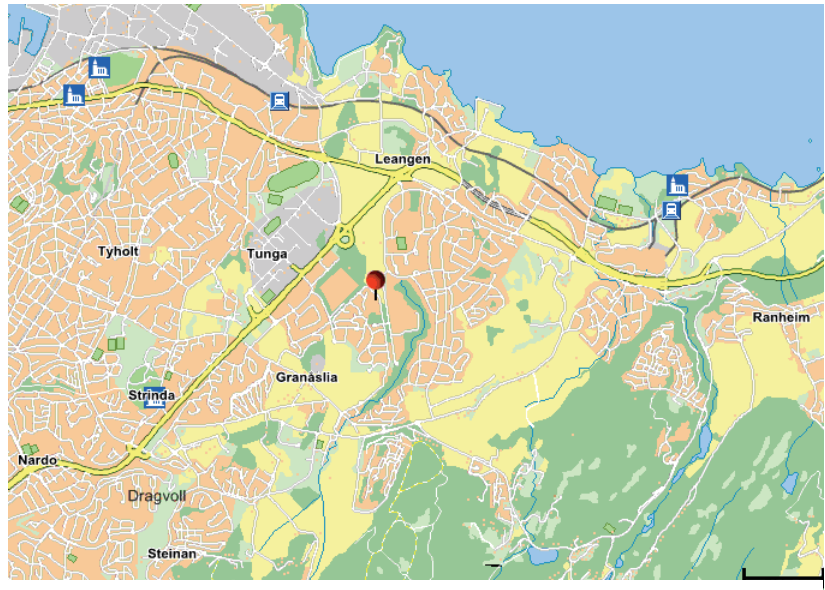 Leangen
Tyholt
Tunga
Ranheim
Granåslia
Strinda
Nardo
Dragvoll
Steinan